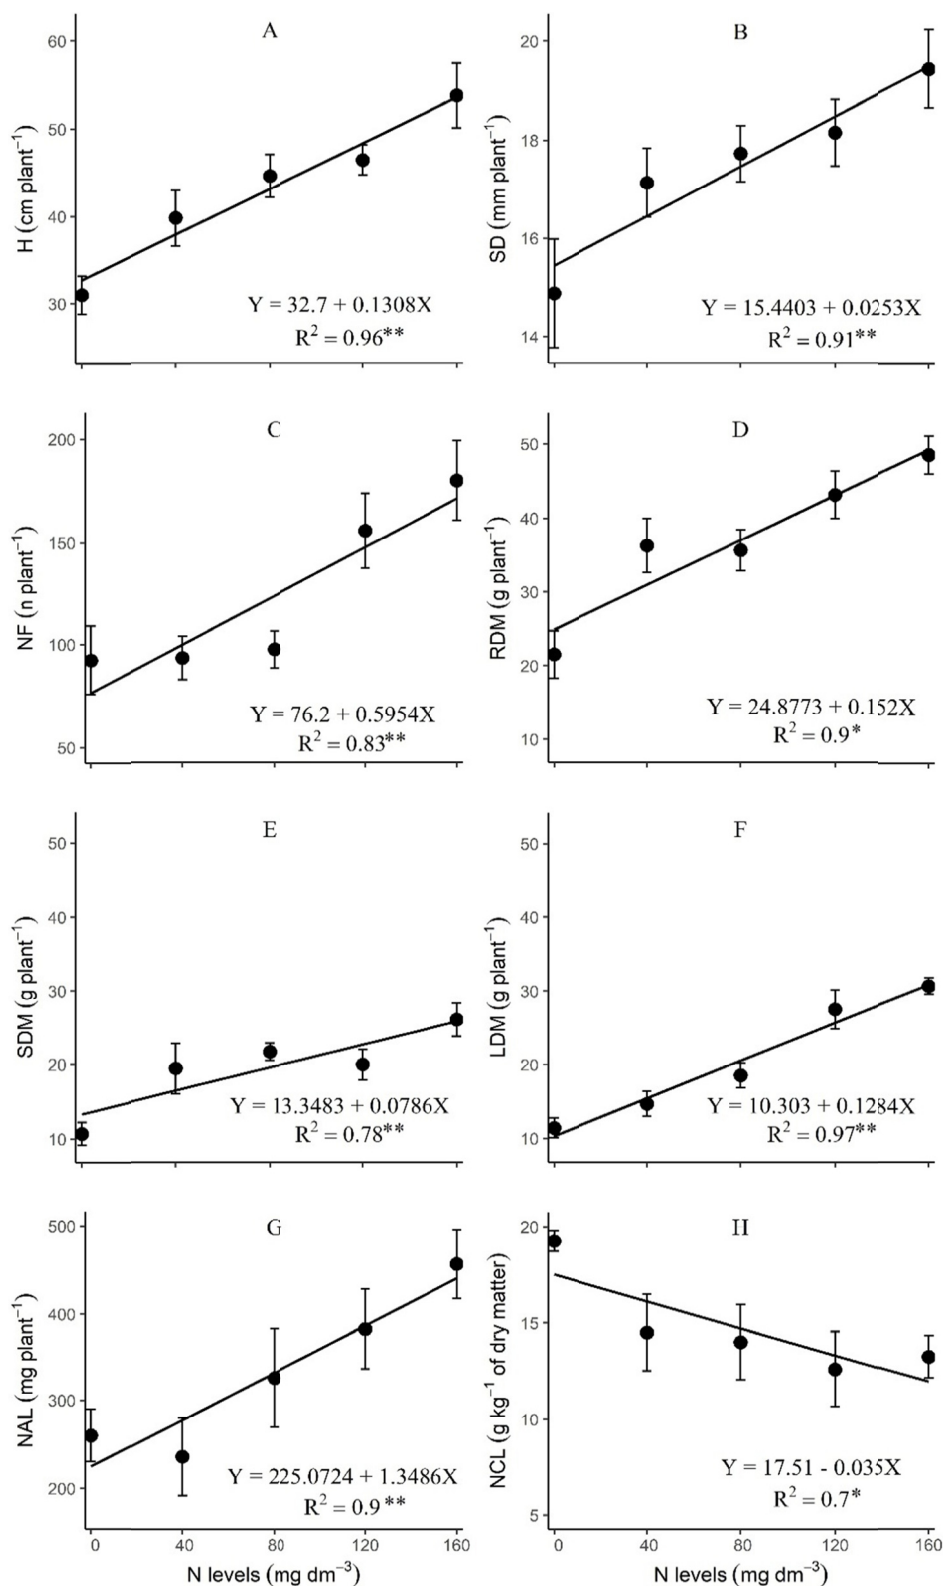 A
H (cm plant⁻¹)
60
50
40
30
Y = 32.7 + 0.1308X
R² = 0.96**
B
SD (mm plant⁻¹)
20
18
16
14
Y = 15.4403 + 0.0253X
R² = 0.91**
C
NF (n plant⁻¹)
200
150
100
50
Y = 76.2 + 0.5954X
R² = 0.83**
D
RDM (g plant⁻¹)
50
40
30
20
10
Y = 24.8773 + 0.152X
R² = 0.9*
E
SDM (g plant⁻¹)
50
40
30
20
10
Y = 13.3483 + 0.0786X
R² = 0.78**
F
LDM (g plant⁻¹)
50
40
30
20
10
Y = 10.303 + 0.1284X
R² = 0.97**
G
NAL (mg plant⁻¹)
500
400
300
200
Y = 225.0724 + 1.3486X
R² = 0.9**
0 40 80 120 160
N levels (mg dm⁻³)
H
NCL (g kg⁻¹ of dry matter)
20
15
10
5
Y = 17.51 - 0.035X
R² = 0.7*
0 40 80 120 160
N levels (mg dm⁻³)